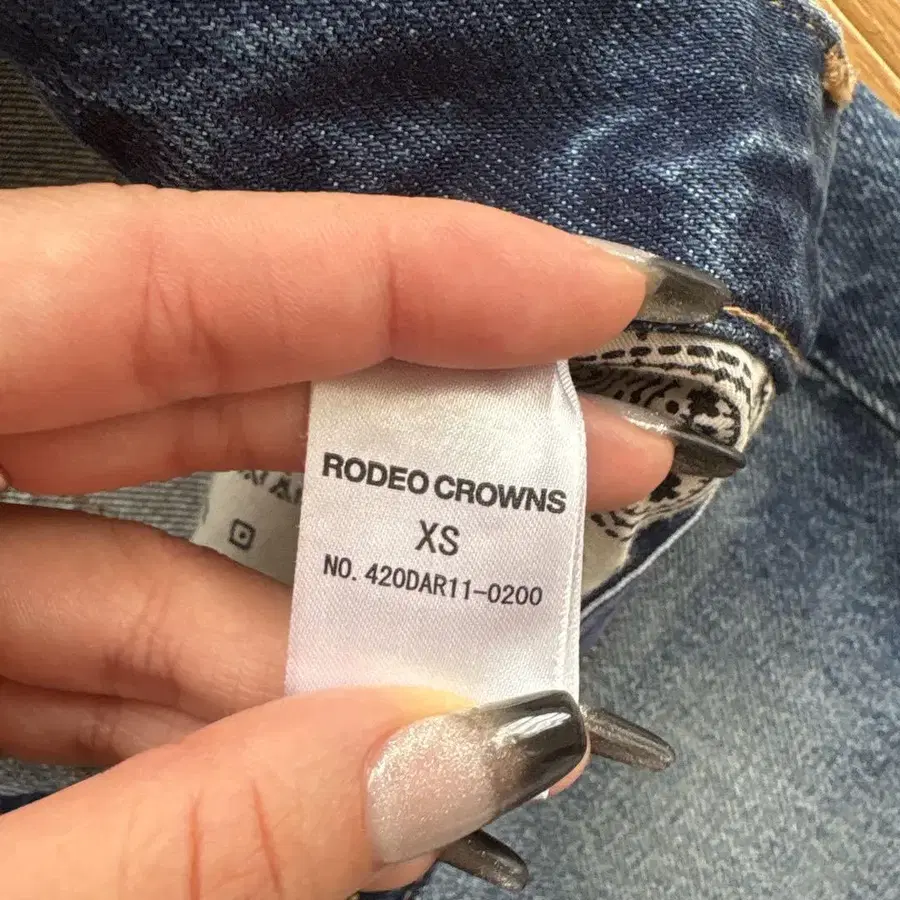 RODEO CROWNS
XS
NO. 420DAR11-0200